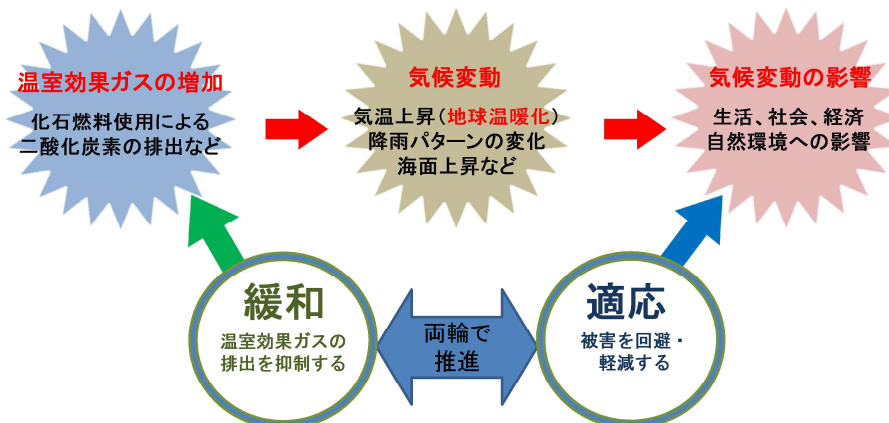 温室効果ガスの増加
化石燃料使用による
二酸化炭素の排出など
気候変動
気温上昇(地球温暖化)
降雨パターンの変化
海面上昇など
気候変動の影響
生活、社会、経済
自然環境への影響
緩和
温室効果ガスの
排出を抑制する
両輪で
推進
適応
被害を回避・
軽減する